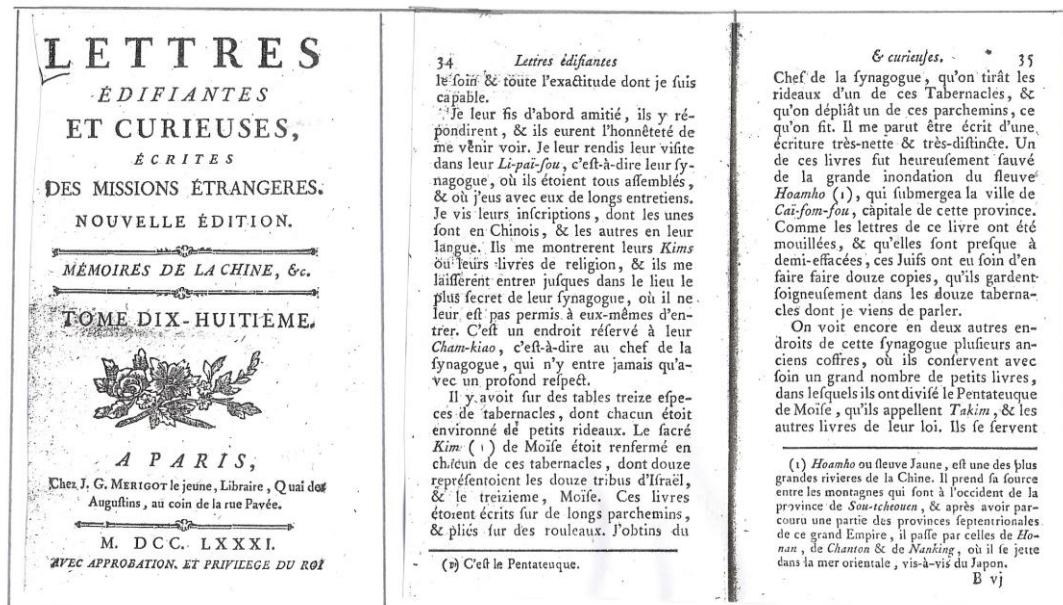 LETTRES
ÉDIFIANTES
ET CURIEUSES,
ÉCRITES
DES MISSIONS ÉTRANGERES.
NOUVELLE ÉDITION.
MÉMOIRES DE LA CHINE, &c.
TOME DIX-HUITIEME.
A PARIS,
Chez J. G. MERIGOT le jeune, Libraire, Quai des
Augustins, au coin de la rue Pavée.
M. DCC. LXXXI.
AVEC APPROBATION. ET PRIVILEGE DU ROI
34 Lettres édifiantes
le ſoin & toute l'exactitude dont je ſuis
capable.
Je leur fis d'abord amitié, ils y ré-
pondirent, & ils eurent l'honnêteté de
me venir voir. Je leur rendis leur viſite
dans leur Li-paï-ſou, c'eſt-à-dire leur ſy-
nagogue, où ils étoient tous aſſemblés,
& où j'eus avec eux de longs entretiens.
Je vis leurs inſcriptions, dont les unes
ſont en Chinois, & les autres en leur
langue. Ils me montrerent leurs Kims
ou leurs livres de religion, & ils me
laiſſerent entrer juſques dans le lieu le
plus ſecret de leur ſynagogue, où il ne
leur eſt pas permis à eux-mêmes d'en-
trer. C'eſt un endroit réſervé à leur
Cham-kiao, c'eſt-à-dire au chef de la
ſynagogue, qui n'y entre jamais qu'a-
vec un profond reſpect.
Il y avoit ſur des tables treize eſpe-
ces de tabernacles, dont chacun étoit
environné de petits rideaux. Le ſacré
Kim (1) de Moïſe étoit renfermé en
chacun de ces tabernacles, dont douze
repréſentoient les douze tribus d'Iſraël,
& le treizieme, Moïſe. Ces livres
étoient écrits ſur de longs parchemins,
& pliés ſur des rouleaux. J'obtins du
(1) C'eſt le Pentateuque.
& curieuſes. 35
Chef de la ſynagogue, qu'on tirât les
rideaux d'un de ces Tabernacles, &
qu'on dépliât un de ces parchemins, ce
qu'on fit. Il me parut être écrit d'une
écriture très-nette & très-diſtincte. Un
de ces livres fut heureuſement ſauvé
de la grande inondation du fleuve
Hoamho (1), qui ſubmergea la ville de
Caï-fom-fou, capitale de cette province.
Comme les lettres de ce livre ont été
mouillées, & qu'elles ſont preſque à
demi-effacées, ces Juifs ont eu ſoin d'en
faire faire douze copies, qu'ils gardent
ſoigneuſement dans les douze taberna-
cles dont je viens de parler.
On voit encore en deux autres en-
droits de cette ſynagogue pluſieurs an-
ciens coffres, où ils conſervent avec
ſoin un grand nombre de petits livres,
dans leſquels ils ont diviſé le Pentateuque
de Moïſe, qu'ils appellent Takim, & les
autres livres de leur loi. Ils ſe ſervent
(1) Hoamho ou fleuve Jaune, eſt une des plus
grandes rivieres de la Chine. Il prend ſa ſource
entre les montagnes qui ſont à l'occident de la
province de Sou-tcheouen, & après avoir par-
couru une partie des provinces ſeptentrionales
de ce grand Empire, il paſſe par celles de Ho-
nan, de Chanton & de Nanking, où il ſe jette
dans la mer orientale, vis-à-vis du Japon.
B vj